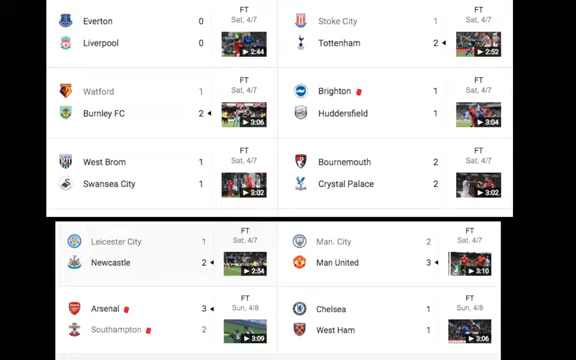 FT
Everton 0 Sat, 4/7
Liverpool 0 2:44
FT
Stoke City 1 Sat, 4/7
Tottenham 2 2:52
FT
Watford 1 Sat, 4/7
Burnley FC 2 3:06
FT
Brighton 1 Sat, 4/7
Huddersfield 1 3:04
FT
West Brom 1 Sat, 4/7
Swansea City 1 3:02
FT
Bournemouth 2 Sat, 4/7
Crystal Palace 2 3:02
FT
Leicester City 1 Sat, 4/7
Newcastle 2 2:54
FT
Man. City 2 Sat, 4/7
Man United 3 3:10
FT
Arsenal 3 Sun, 4/8
Southampton 2 3:09
FT
Chelsea 1 Sun, 4/8
West Ham 1 3:06